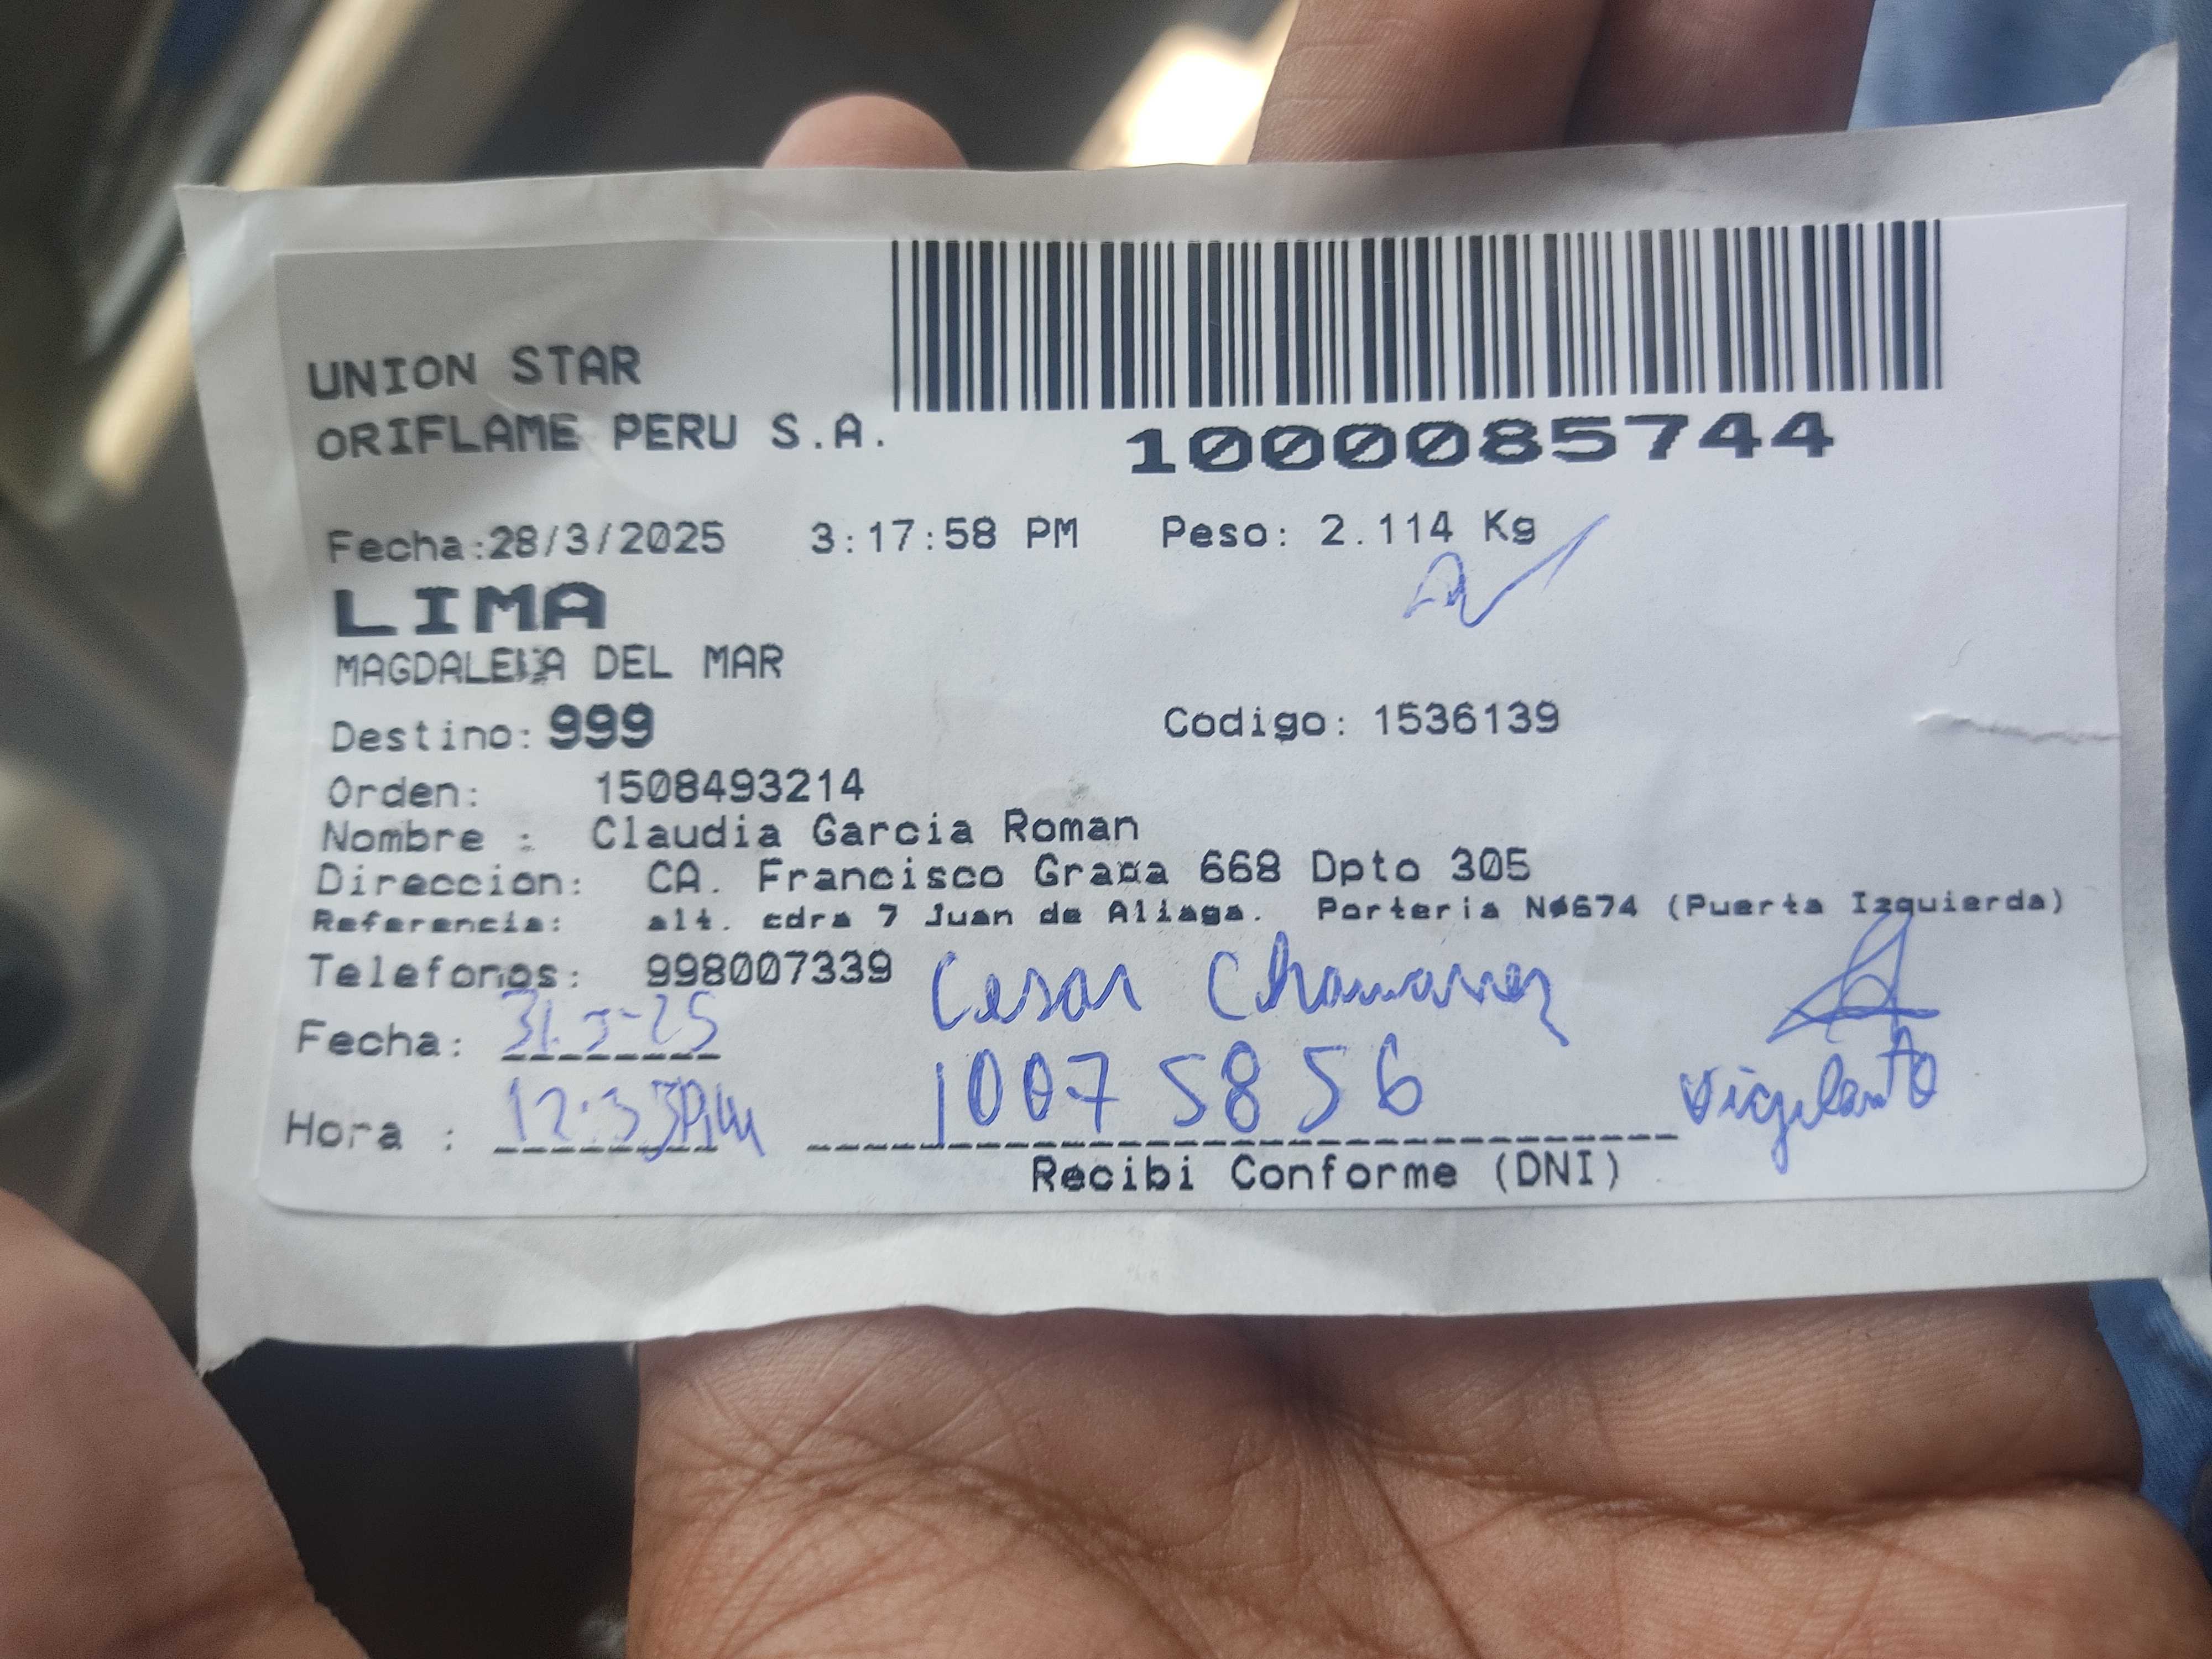 UNION STAR
ORIFLAME PERU S.A.
1000085744
Fecha:28/3/2025 3:17:58 PM Peso: 2.114 Kg
LIMA
MAGDALENA DEL MAR
Destino: 999 Codigo: 1536139
Orden: 1508493214
Nombre : Claudia Garcia Roman
Direccion: CA. Francisco Graña 668 Dpto 305
Referencia: alt. cdra 7 Juan de Aliaga. Porteria NØ674 (Puerta Izquierda)
Telefonos: 998007339 Cesar
Fecha: 31-3-25 10075856
Hora : 12:33PM Vigilante
Recibi Conforme (DNI)